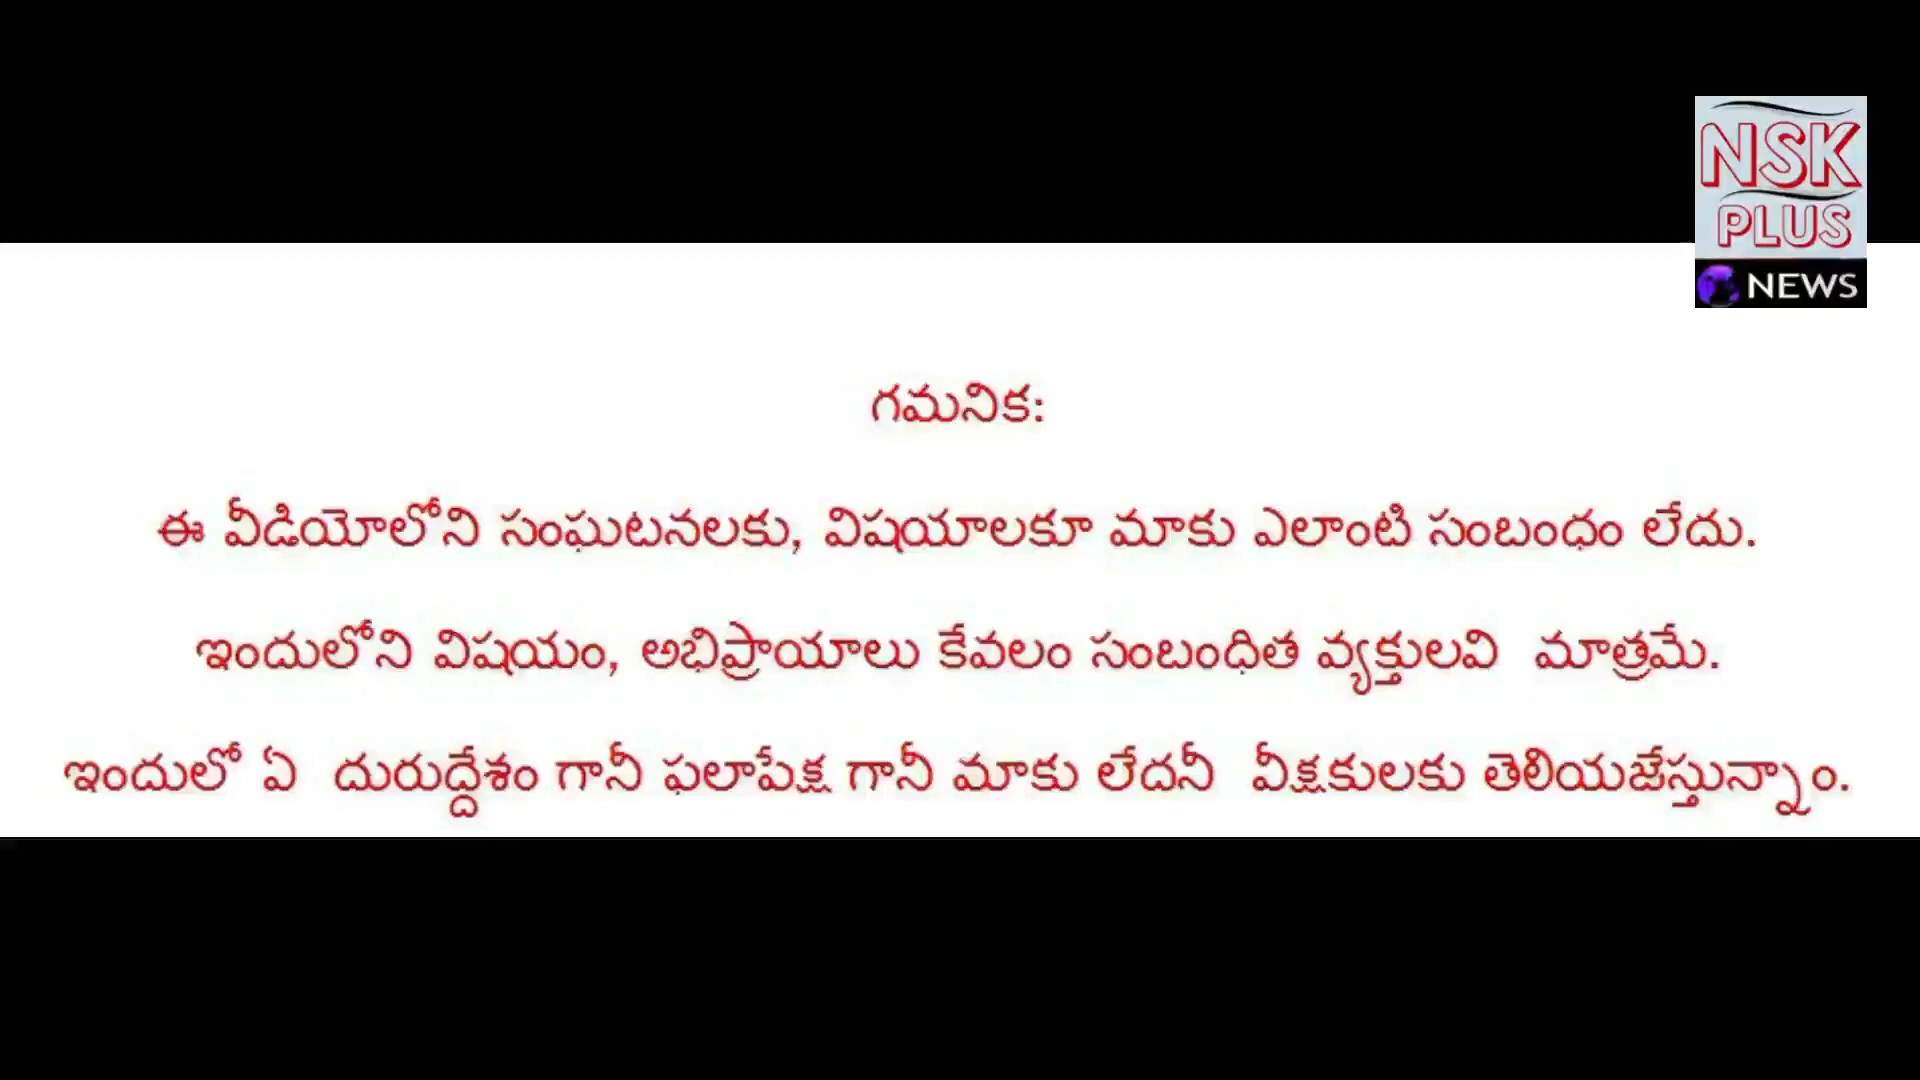 NSK
PLUS
NEWS
గమనిక:
ఈ వీడియోలోని సంఘటనలకు, విషయాలకూ మాకు ఎలాంటి సంబంధం లేదు.
ఇందులోని విషయం, అభిప్రాయాలు కేవలం సంబంధిత వ్యక్తులవి మాత్రమే.
ఇందులో ఏ దురుద్దేశం గానీ ఫలాపేక్ష గానీ మాకు లేదనీ వీక్షకులకు తెలియజేస్తున్నాం.